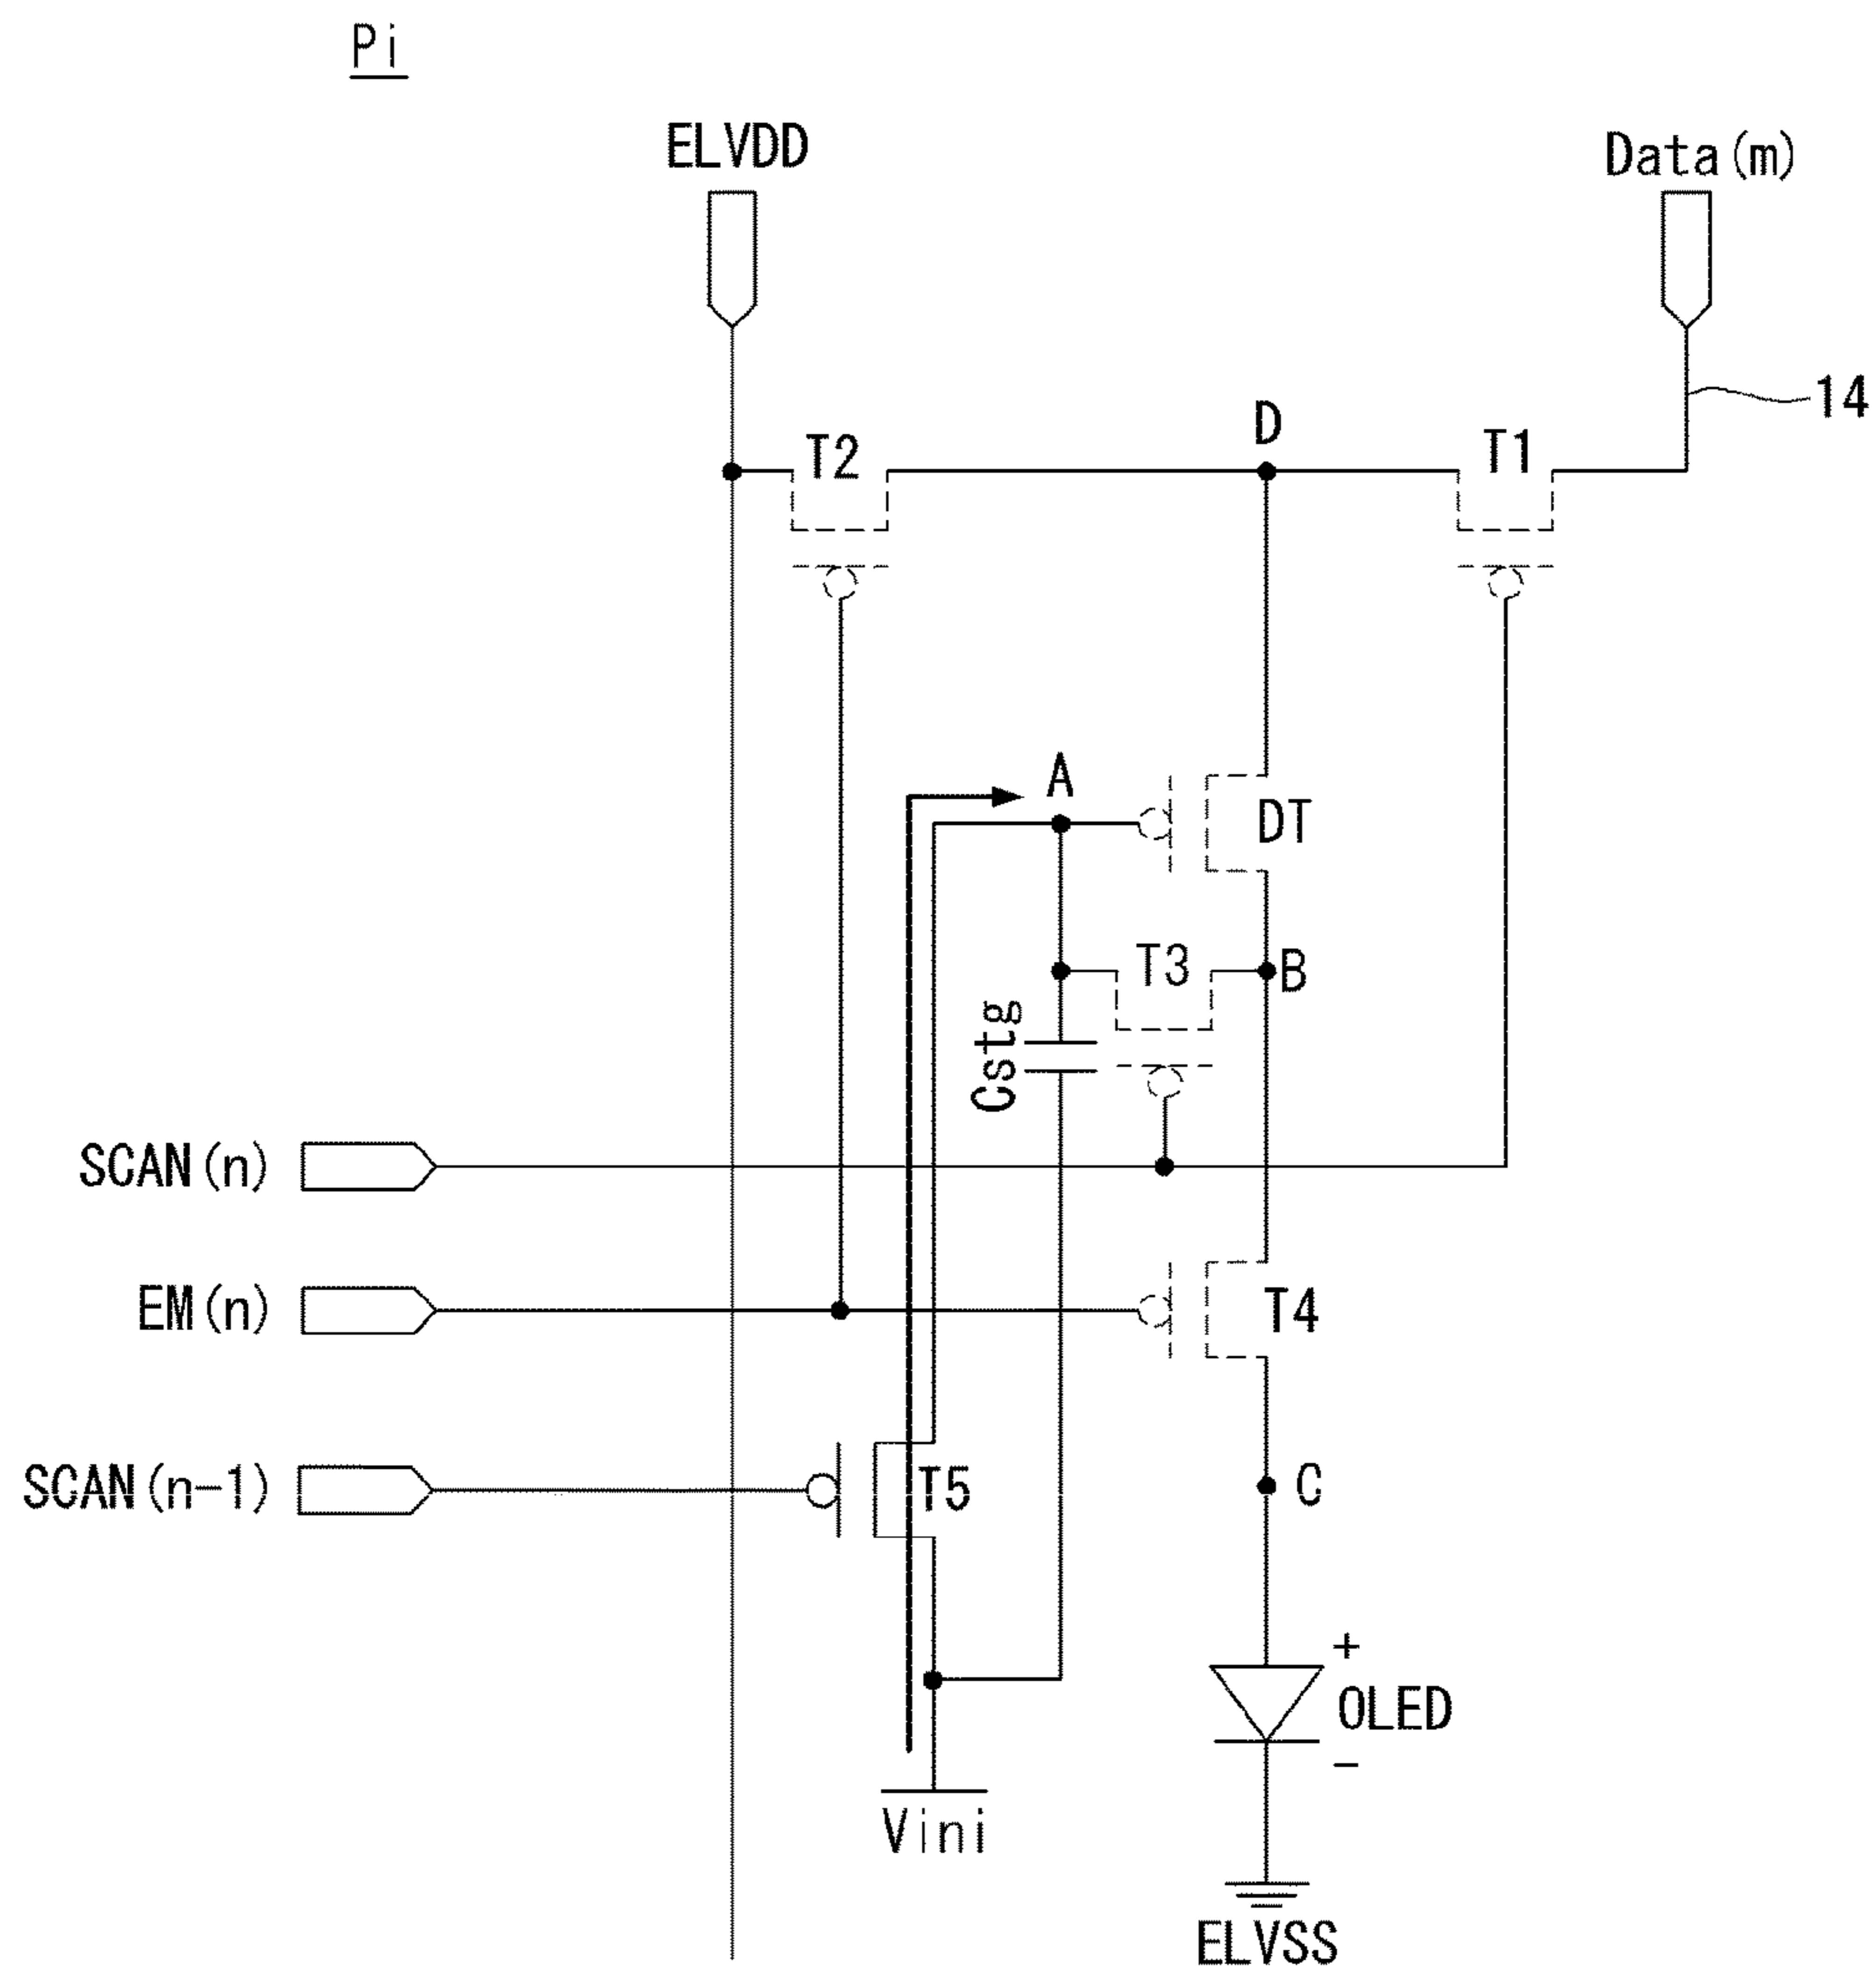 Pi
ELVDD
Data(m)
14
D
T2
T1
A
DT
T3
B
Cstg
SCAN(n)
EM(n)
T4
SCAN(n-1)
T5
C
+
OLED
-
Vini
ELVSS